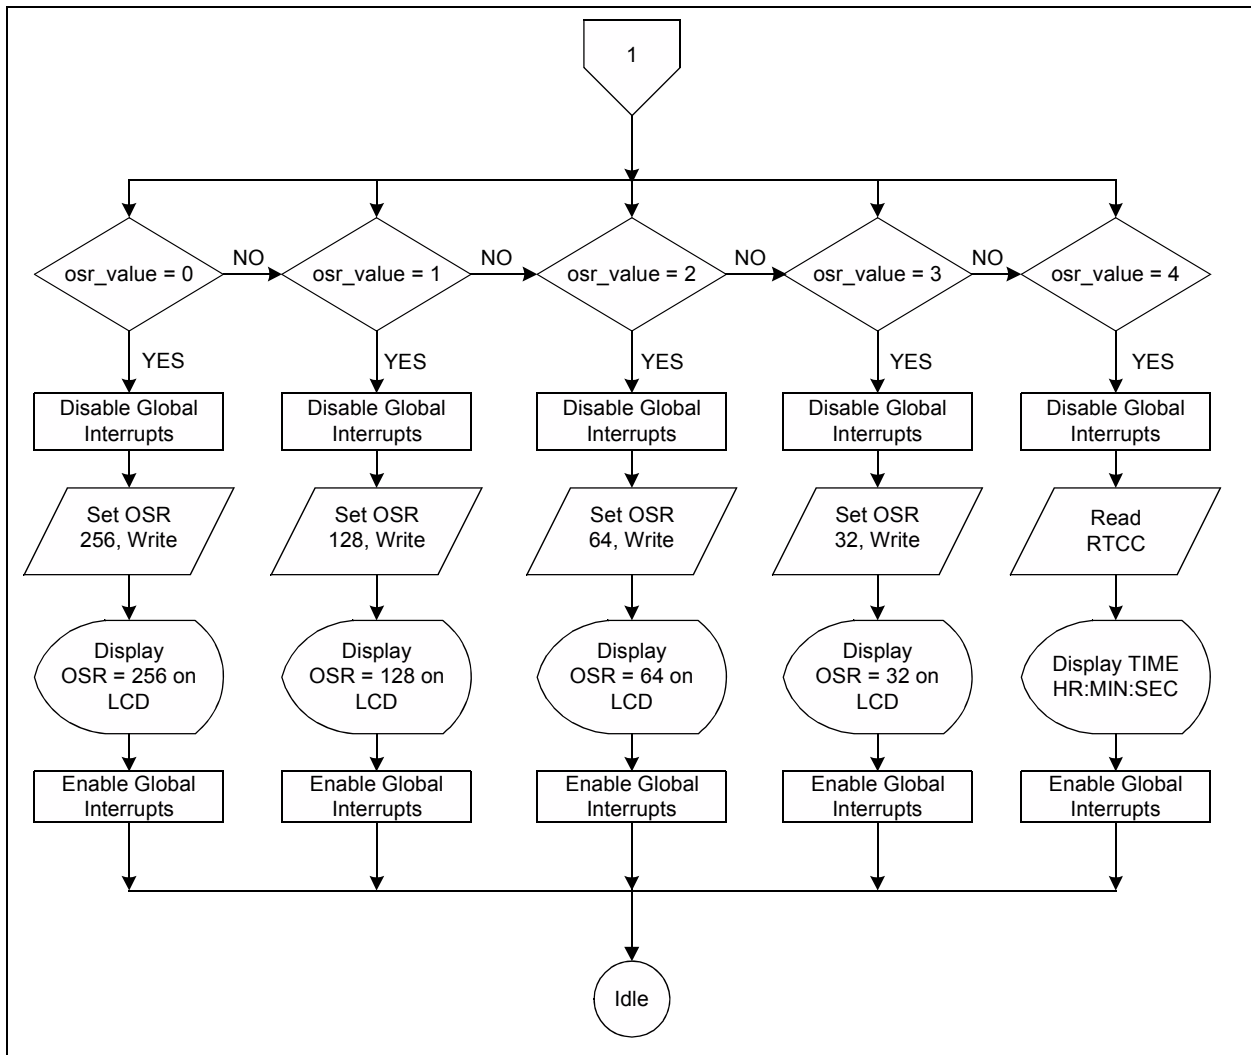 1
osr_value = 0
NO
osr_value = 1
NO
osr_value = 2
NO
osr_value = 3
NO
osr_value = 4
YES
YES
YES
YES
YES
Disable Global
Interrupts
Disable Global
Interrupts
Disable Global
Interrupts
Disable Global
Interrupts
Disable Global
Interrupts
Set OSR
256, Write
Set OSR
128, Write
Set OSR
64, Write
Set OSR
32, Write
Read
RTCC
Display
OSR = 256 on
LCD
Display
OSR = 128 on
LCD
Display
OSR = 64 on
LCD
Display
OSR = 32 on
LCD
Display TIME
HR:MIN:SEC
Enable Global
Interrupts
Enable Global
Interrupts
Enable Global
Interrupts
Enable Global
Interrupts
Enable Global
Interrupts
Idle